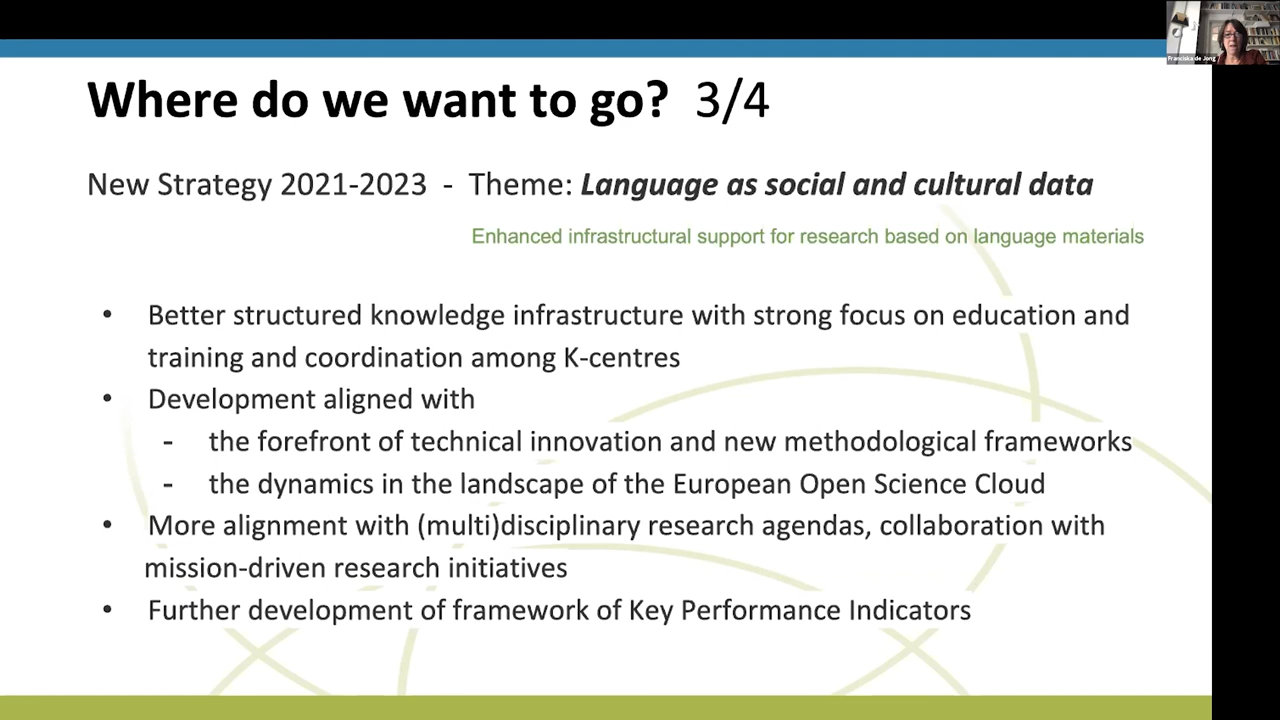 Franciska de Jong
Where do we want to go? 3/4
New Strategy 2021-2023 - Theme: Language as social and cultural data
Enhanced infrastructural support for research based on language materials
• Better structured knowledge infrastructure with strong focus on education and
training and coordination among K-centres
• Development aligned with
- the forefront of technical innovation and new methodological frameworks
- the dynamics in the landscape of the European Open Science Cloud
• More alignment with (multi)disciplinary research agendas, collaboration with
mission-driven research initiatives
• Further development of framework of Key Performance Indicators